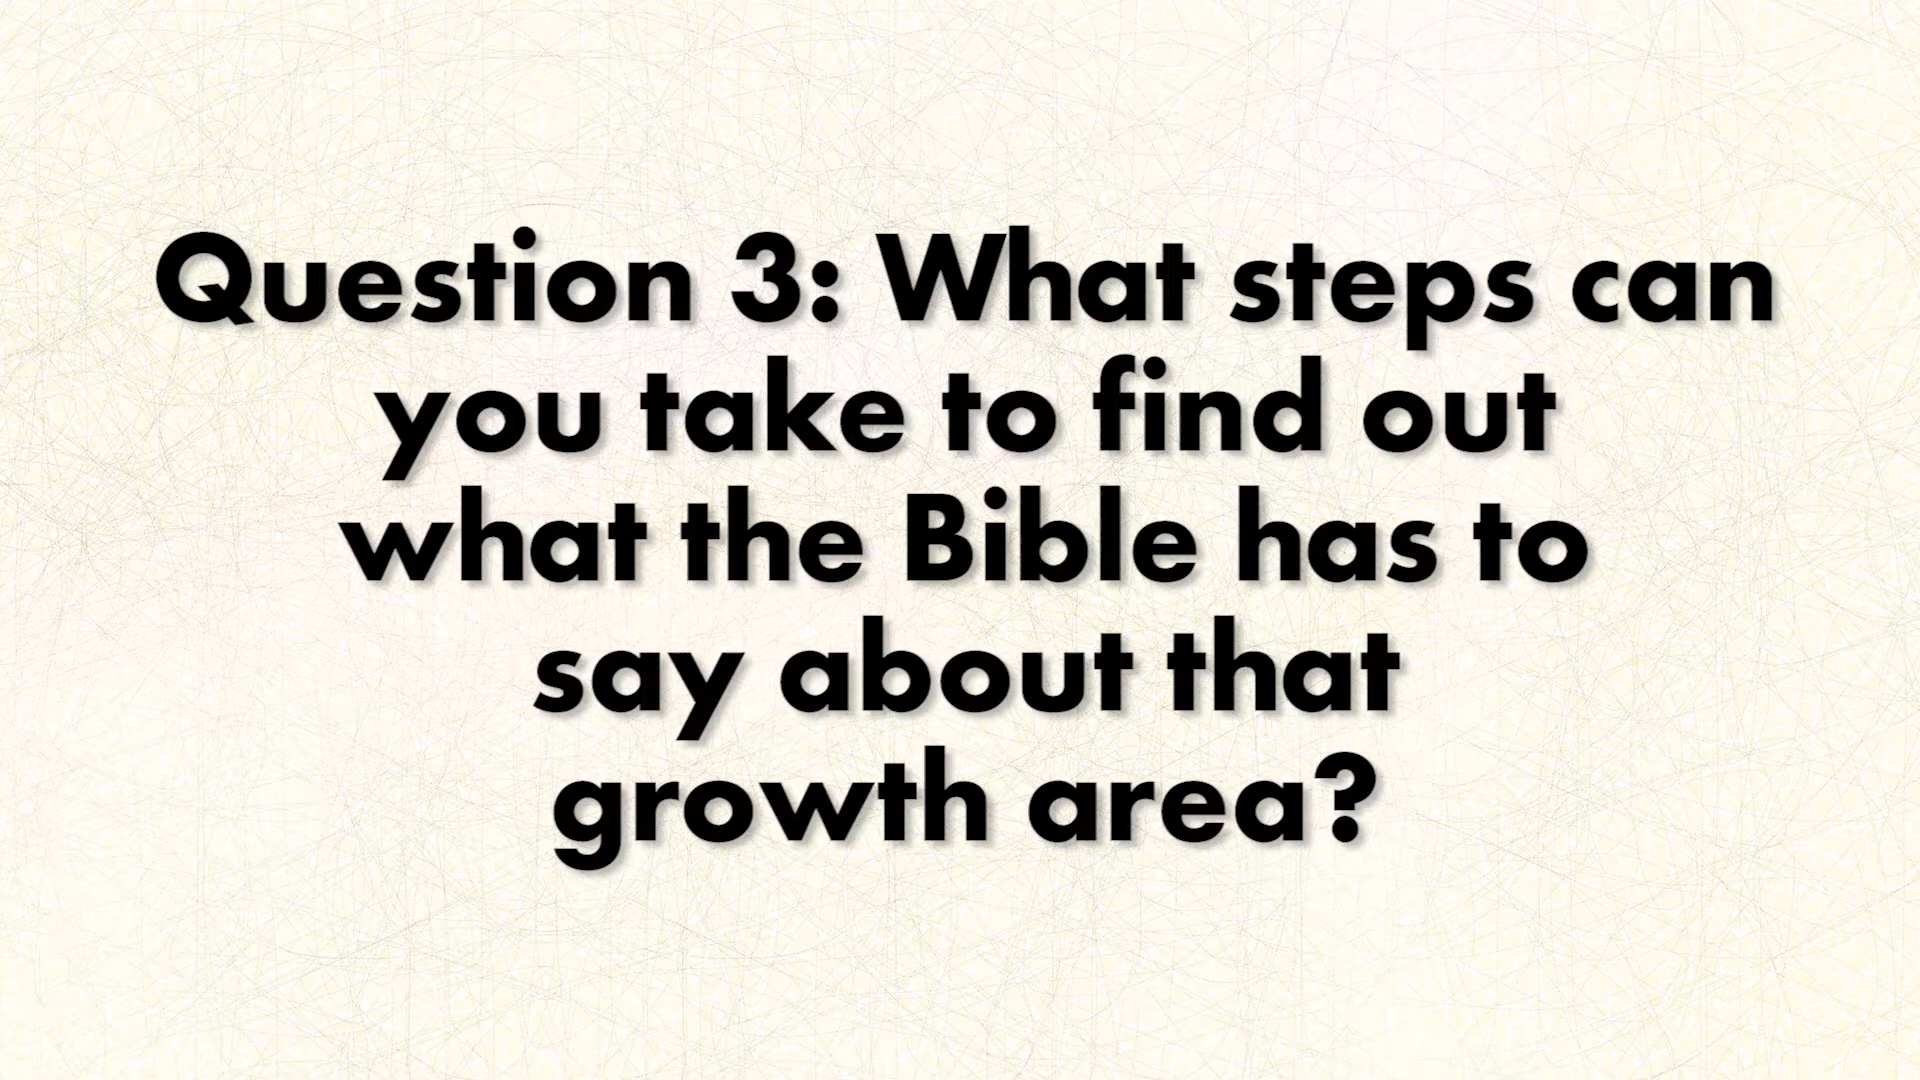 Question 3: What steps can
you take to find out
what the Bible has to
say about that
growth area?